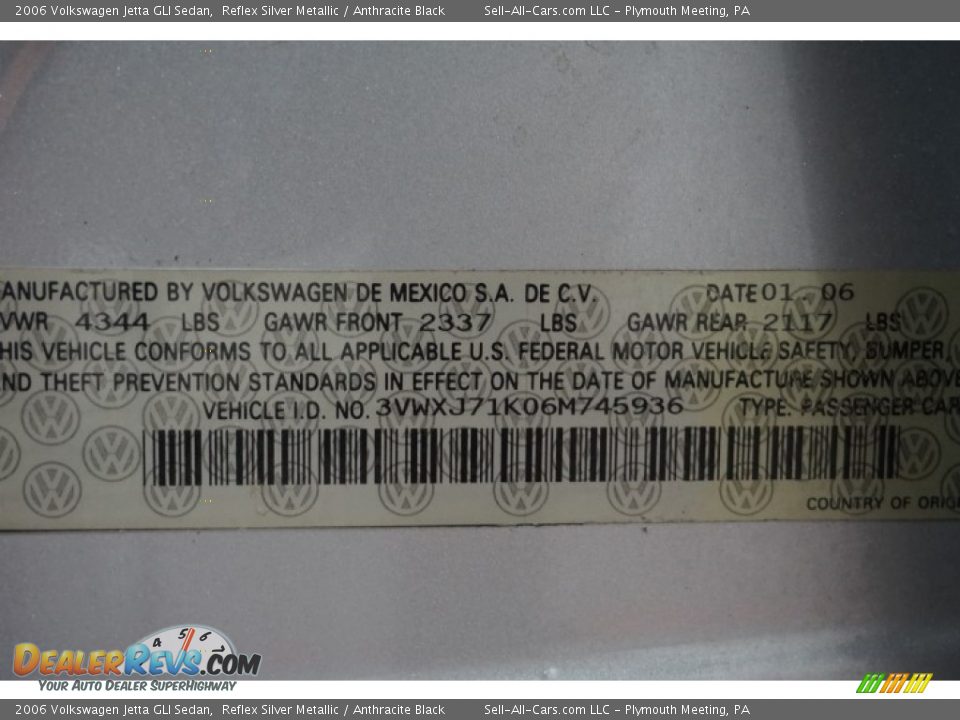 2006 Volkswagen Jetta GLI Sedan, Reflex Silver Metallic / Anthracite Black Sell-All-Cars.com LLC - Plymouth Meeting, PA
ANUFACTURED BY VOLKSWAGEN DE MEXICO S.A. DE C.V. DATE 01 . 06
VWR 4344 LBS GAWR FRONT 2337 LBS GAWR REAR 2117 LBS
HIS VEHICLE CONFORMS TO ALL APPLICABLE U.S. FEDERAL MOTOR VEHICLE SAFETY, BUMPER,
ND THEFT PREVENTION STANDARDS IN EFFECT ON THE DATE OF MANUFACTURE SHOWN ABOVE
VEHICLE I.D. NO. 3VWXJ71K06M745936 TYPE. PASSENGER CAR
COUNTRY OF ORIG
4 5 6 7
DEALERREVS.COM
YOUR AUTO DEALER SUPERHIGHWAY
2006 Volkswagen Jetta GLI Sedan, Reflex Silver Metallic / Anthracite Black Sell-All-Cars.com LLC - Plymouth Meeting, PA